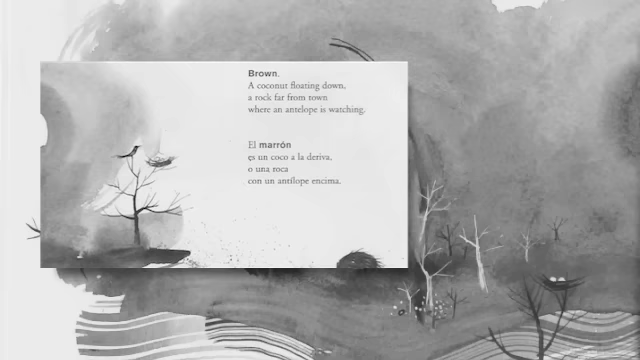 Brown.
A coconut floating down,
a rock far from town
where an antelope is watching.
El marrón
es un coco a la deriva,
o una roca
con un antílope encima.